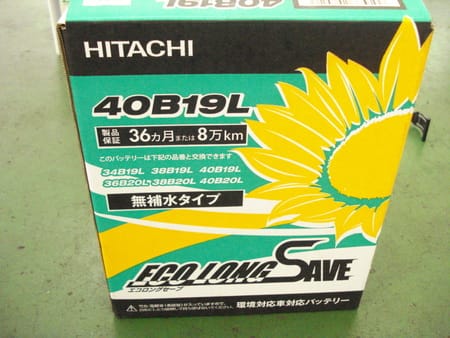 40B19L
HITACHI
40B19L
製品保証 36カ月または8万km
このバッテリーは下記の品番と交換できます
34B19L 38B19L 40B19L
36B20L 38B20L 40B20L
無補水タイプ
ECO LONG SAVE
エコロングセーブ
環境対応車対応バッテリー